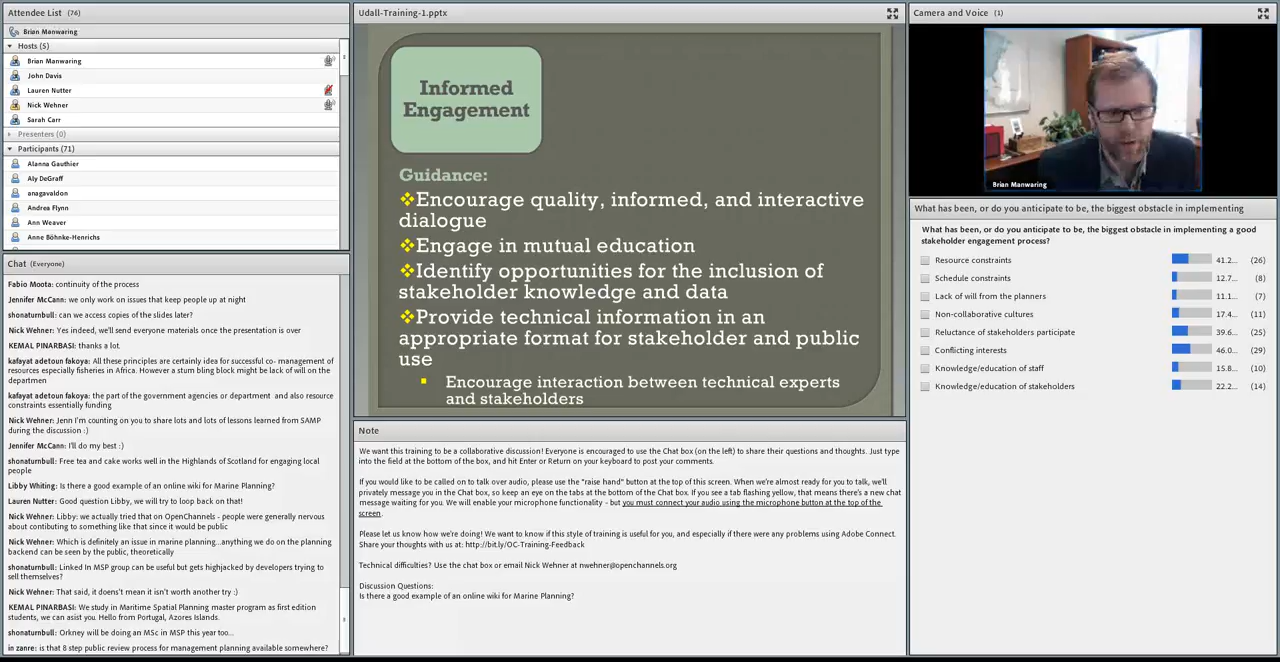 Attendee List (76)
Brian Manwaring
Hosts (5)
Brian Manwaring
John Davis
Lauren Nutter
Nick Wehner
Sarah Carr
Presenters (0)
Participants (71)
Alanna Gauthier
Aly DeGraff
anagavaldon
Andrea Flynn
Ann Weaver
Anne Böhnke-Henrichs
Chat (Everyone)
Fabio Moota: continuity of the process
Jennifer McCann: we only work on issues that keep people up at night
shonaturnbull: can we access copies of the slides later?
Nick Wehner: Yes indeed, we'll send everyone materials once the presentation is over
KEMAL PINARBASI: thanks a lot.
kafayat adetoun fakoya: All these principles are certainly idea for successful co- management of
resources especially fisheries in Africa. However a stum bling block might be lack of will on the
departmen
kafayat adetoun fakoya: the part of the government agencies or department and also resource
constraints essentially funding
Nick Wehner: Jenn I'm counting on you to share lots and lots of lessons learned from SAMP
during the discussion :)
Jennifer McCann: I'll do my best :)
shonaturnbull: Free tea and cake works well in the Highlands of Scotland for engaging local
people
Libby Whiting: Is there a good example of an online wiki for Marine Planning?
Lauren Nutter: Good question Libby, we will try to loop back on that!
Nick Wehner: Libby: we actually tried that on OpenChannels - people were generally nervous
about contibuting to something like that since it would be public
Nick Wehner: Which is definitely an issue in marine planning...anything we do on the planning
backend can be seen by the public, theoretically
shonaturnbull: Linked In MSP group can be useful but gets highjacked by developers trying to
sell themselves?
Nick Wehner: That said, it doens't mean it isn't worth another try :)
KEMAL PINARBASI: We study in Maritime Spatial Planning master program as first edition
students, we can asist you. Hello from Portugal, Azores Islands.
shonaturnbull: Orkney will be doing an MSc in MSP this year too...
in zanre: is that 8 step public review process for management planning available somewhere?
Udall-Training-1.pptx
Informed
Engagement
Guidance:
❖Encourage quality, informed, and interactive
dialogue
❖Engage in mutual education
❖Identify opportunities for the inclusion of
stakeholder knowledge and data
❖Provide technical information in an
appropriate format for stakeholder and public
use
▪ Encourage interaction between technical experts
and stakeholders
Note
We want this training to be a collaborative discussion! Everyone is encouraged to use the Chat box (on the left) to share their questions and thoughts. Just type
into the field at the bottom of the box, and hit Enter or Return on your keyboard to post your comments.
If you would like to be called on to talk over audio, please use the "raise hand" button at the top of this screen. When we're almost ready for you to talk, we'll
privately message you in the Chat box, so keep an eye on the tabs at the bottom of the Chat box. If you see a tab flashing yellow, that means there's a new chat
message waiting for you. We will enable your microphone functionality - but you must connect your audio using the microphone button at the top of the
screen.
Please let us know how we're doing! We want to know if this style of training is useful for you, and especially if there were any problems using Adobe Connect.
Share your thoughts with us at: http://bit.ly/OC-Training-Feedback
Technical difficulties? Use the chat box or email Nick Wehner at nwehner@openchannels.org
Discussion Questions:
Is there a good example of an online wiki for Marine Planning?
Camera and Voice (1)
Brian Manwaring
What has been, or do you anticipate to be, the biggest obstacle in implementing
What has been, or do you anticipate to be, the biggest obstacle in implementing a good
stakeholder engagement process?
Resource constraints 41.2... (26)
Schedule constraints 12.7... (8)
Lack of will from the planners 11.1... (7)
Non-collaborative cultures 17.4... (11)
Reluctance of stakeholders participate 39.6... (25)
Conflicting interests 46.0... (29)
Knowledge/education of staff 15.8... (10)
Knowledge/education of stakeholders 22.2... (14)